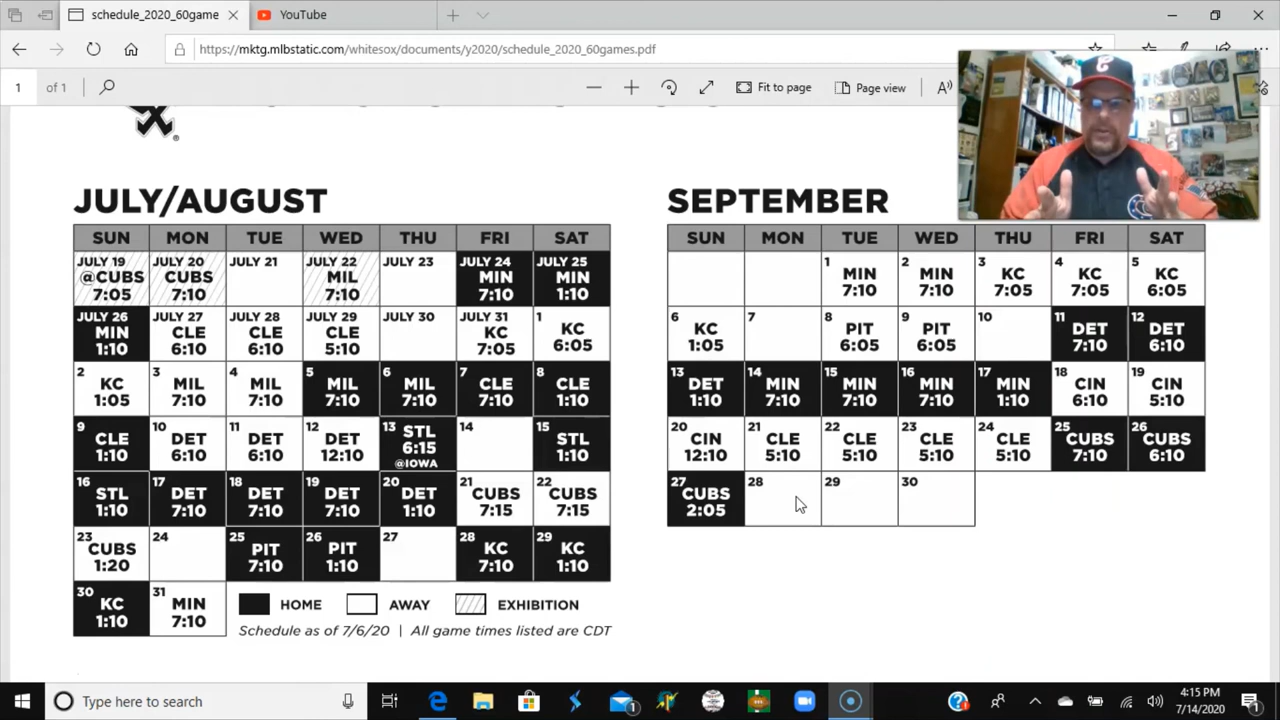 schedule_2020_60game
YouTube
https://mktg.mlbstatic.com/whitesox/documents/y2020/schedule_2020_60games.pdf
1 of 1
Fit to page
Page view
JULY/AUGUST
SUN MON TUE WED THU FRI SAT
JULY 19 JULY 20 JULY 21 JULY 22 JULY 23 JULY 24 JULY 25
@CUBS CUBS MIL MIN MIN
7:05 7:10 7:10 7:10 1:10
JULY 26 JULY 27 JULY 28 JULY 29 JULY 30 JULY 31 1
MIN CLE CLE CLE KC KC
1:10 6:10 6:10 5:10 7:05 6:05
2 3 4 5 6 7 8
KC MIL MIL MIL MIL CLE CLE
1:05 7:10 7:10 7:10 7:10 7:10 1:10
9 10 11 12 13 14 15
CLE DET DET DET STL STL
1:10 6:10 6:10 12:10 6:15 1:10
@IOWA
16 17 18 19 20 21 22
STL DET DET DET DET CUBS CUBS
1:10 7:10 7:10 7:10 1:10 7:15 7:15
23 24 25 26 27 28 29
CUBS PIT PIT KC KC
1:20 7:10 1:10 7:10 1:10
30 31
KC MIN
1:10 7:10
HOME AWAY EXHIBITION
Schedule as of 7/6/20 | All game times listed are CDT
SEPTEMBER
SUN MON TUE WED THU FRI SAT
1 2 3 4 5
MIN MIN KC KC KC
7:10 7:10 7:05 7:05 6:05
6 7 8 9 10 11 12
KC PIT PIT DET DET
1:05 6:05 6:05 7:10 6:10
13 14 15 16 17 18 19
DET MIN MIN MIN MIN CIN CIN
1:10 7:10 7:10 7:10 1:10 6:10 5:10
20 21 22 23 24 25 26
CIN CLE CLE CLE CLE CUBS CUBS
12:10 5:10 5:10 5:10 5:10 7:10 6:10
27 28 29 30
CUBS
2:05
Type here to search
4:15 PM
7/14/2020